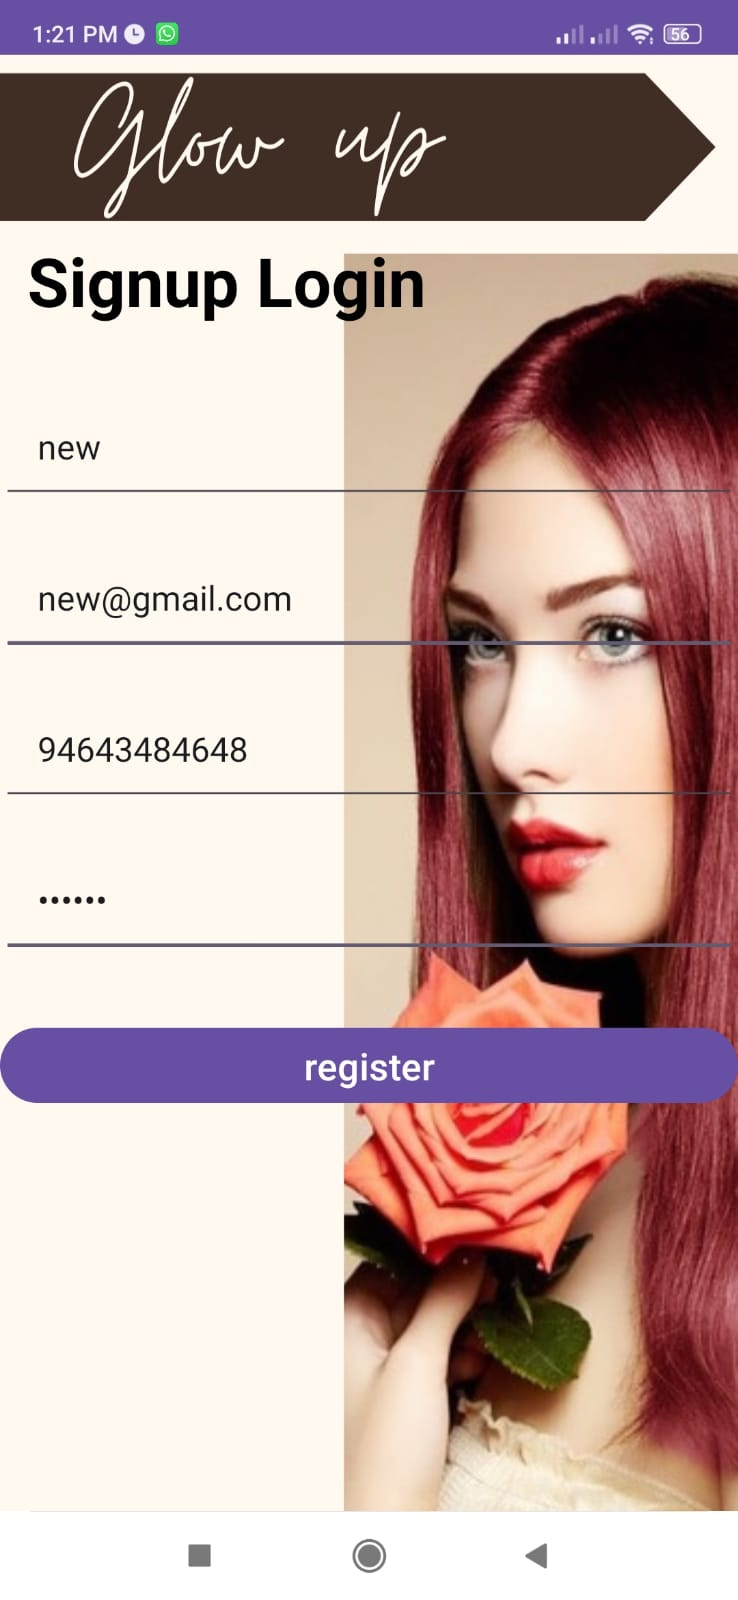 1:21 PM
56
Glow up
Signup Login
new
new@gmail.com
94643484648
••••••
register